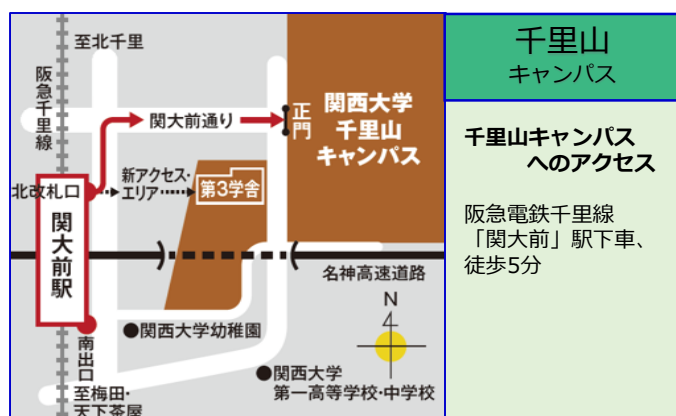 至北千里
阪急千里線
関大前通り
正門
関西大学
千里山
キャンパス
北改札口
新アクセス・
エリア
第3学舎
関大前駅
名神高速道路
N
関西大学幼稚園
南出口
関西大学
第一高等学校・中学校
至梅田・
天下茶屋
千里山
キャンパス
千里山キャンパス
へのアクセス
阪急電鉄千里線
「関大前」駅下車、
徒歩5分